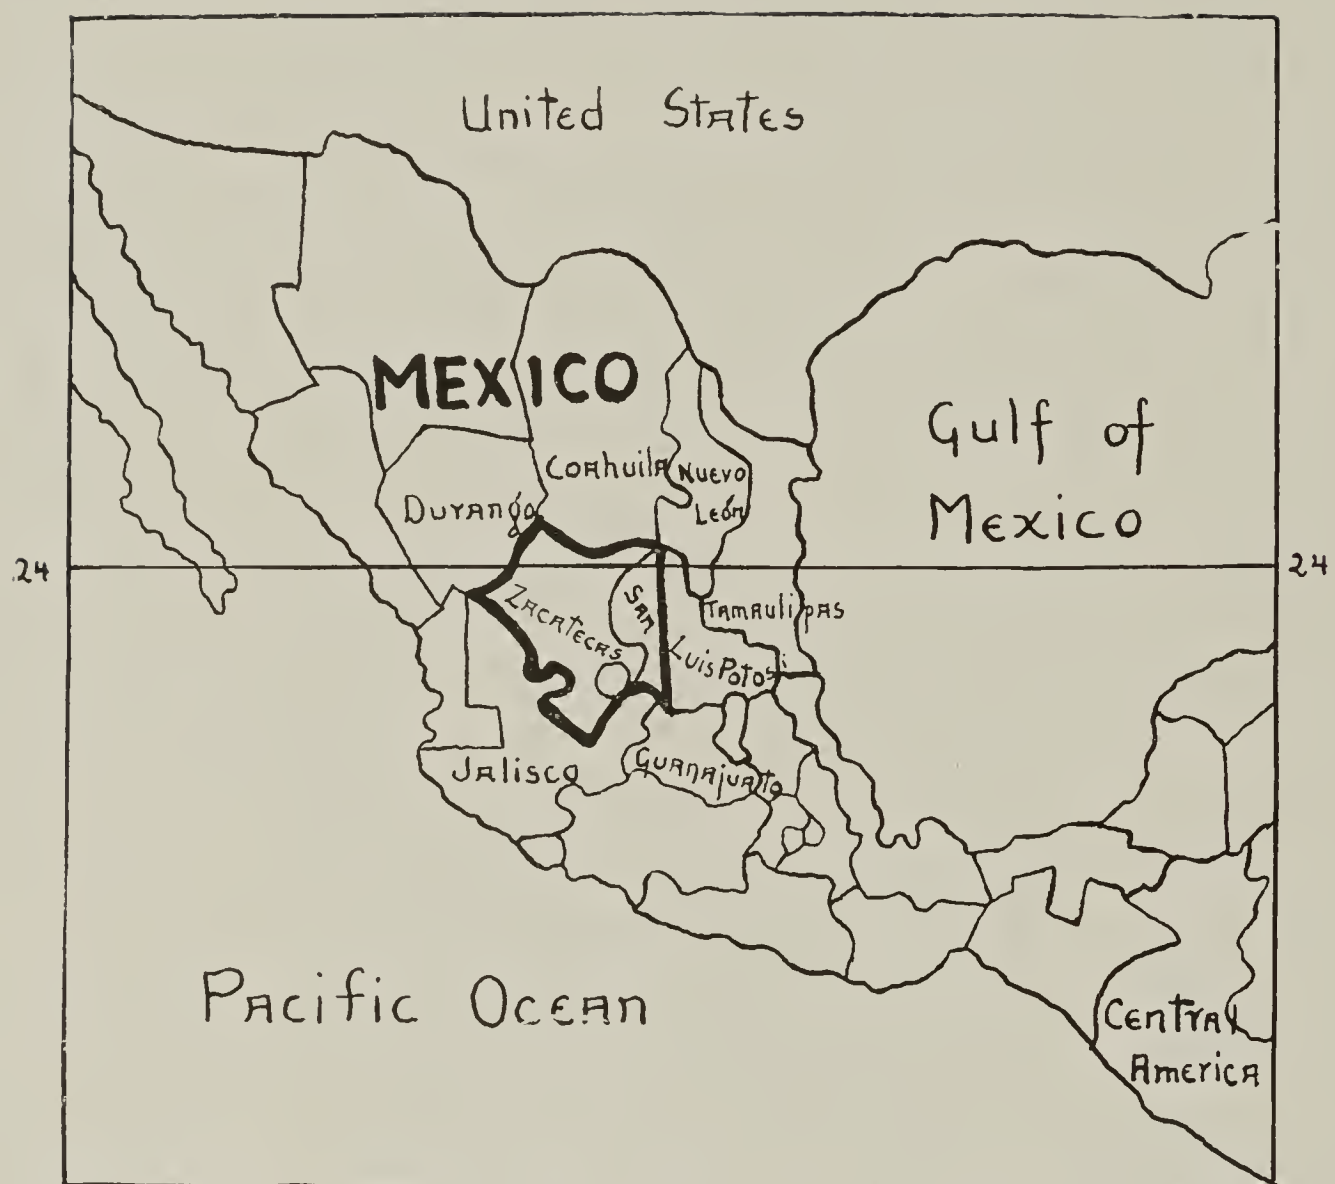 United States
MEXICO
Gulf of
Mexico
Coahuila
Nuevo
León
Durango
24
24
Zacatecas
San
Luis Potosi
Tamaulipas
Jalisco
Guanajuato
Pacific Ocean
Central
America